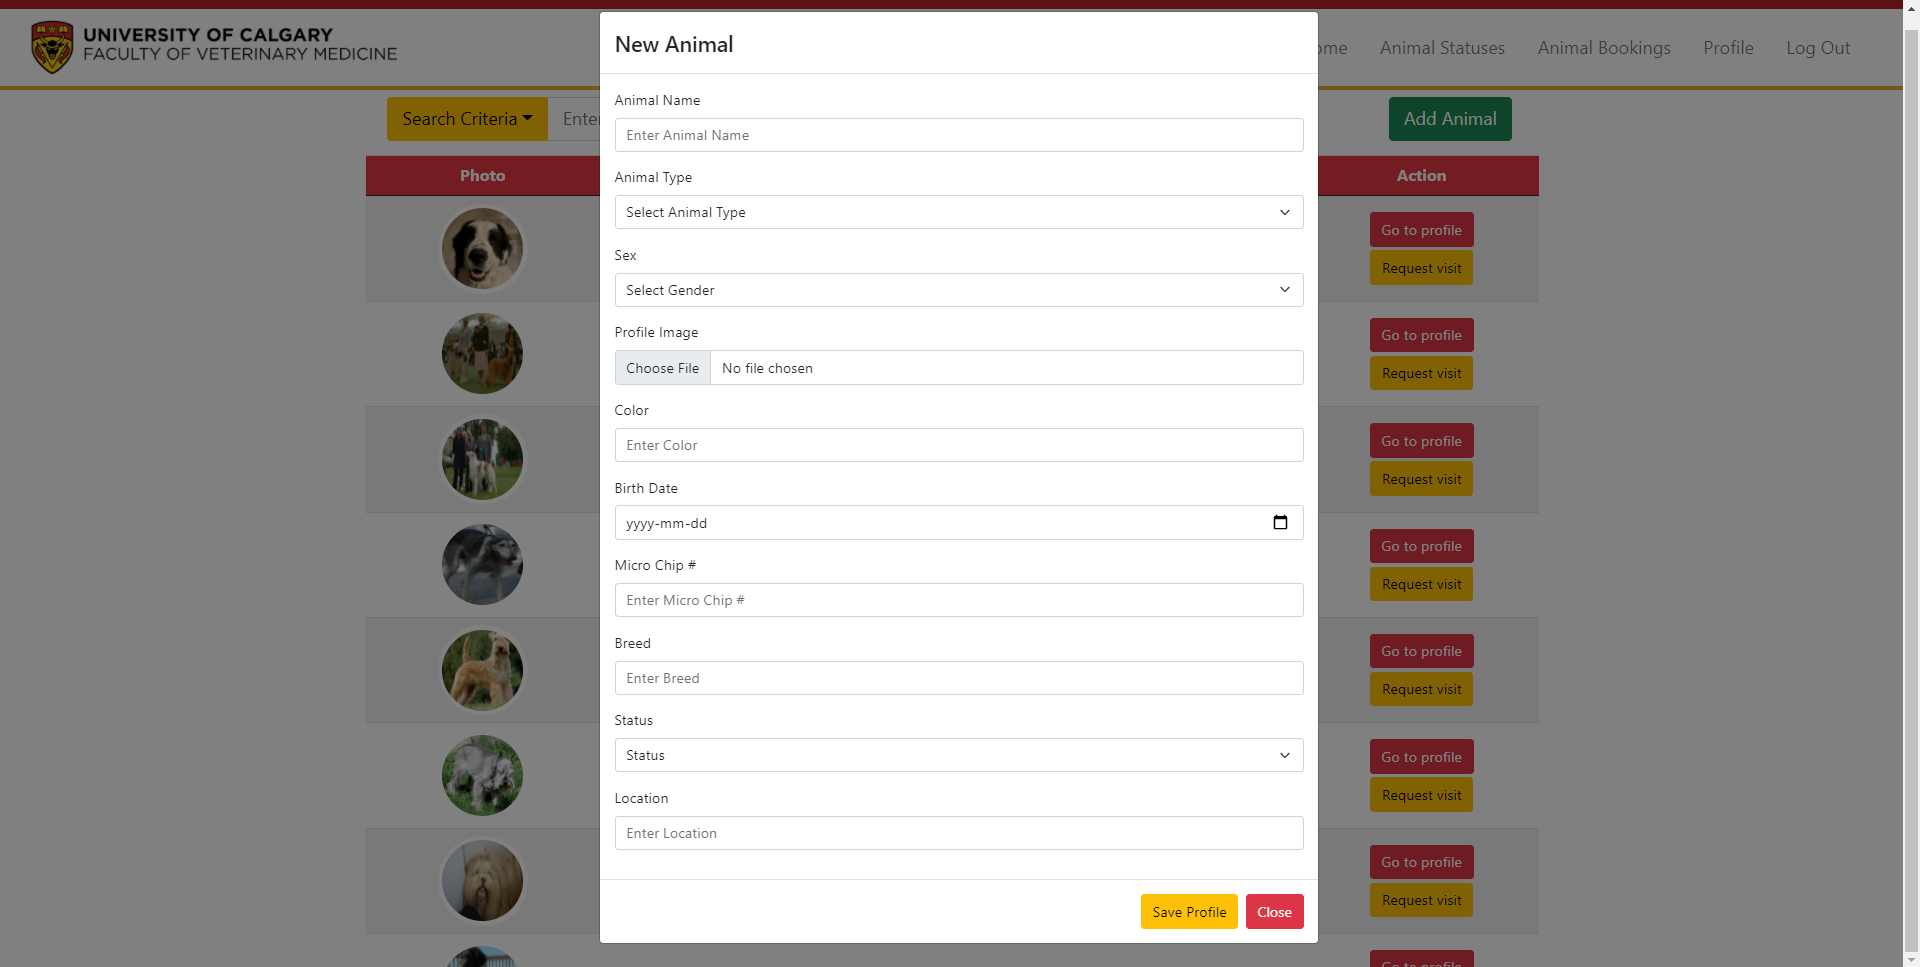 UNIVERSITY OF CALGARY
FACULTY OF VETERINARY MEDICINE
ome Animal Statuses Animal Bookings Profile Log Out
Search Criteria Enter
Add Animal
Photo
Action
New Animal
Animal Name
Enter Animal Name
Animal Type
Select Animal Type
Sex
Select Gender
Profile Image
Choose File No file chosen
Color
Enter Color
Birth Date
yyyy-mm-dd
Micro Chip #
Enter Micro Chip #
Breed
Enter Breed
Status
Status
Location
Enter Location
Save Profile Close
Go to profile
Request visit
Go to profile
Request visit
Go to profile
Request visit
Go to profile
Request visit
Go to profile
Request visit
Go to profile
Request visit
Go to profile
Request visit
Go to profile